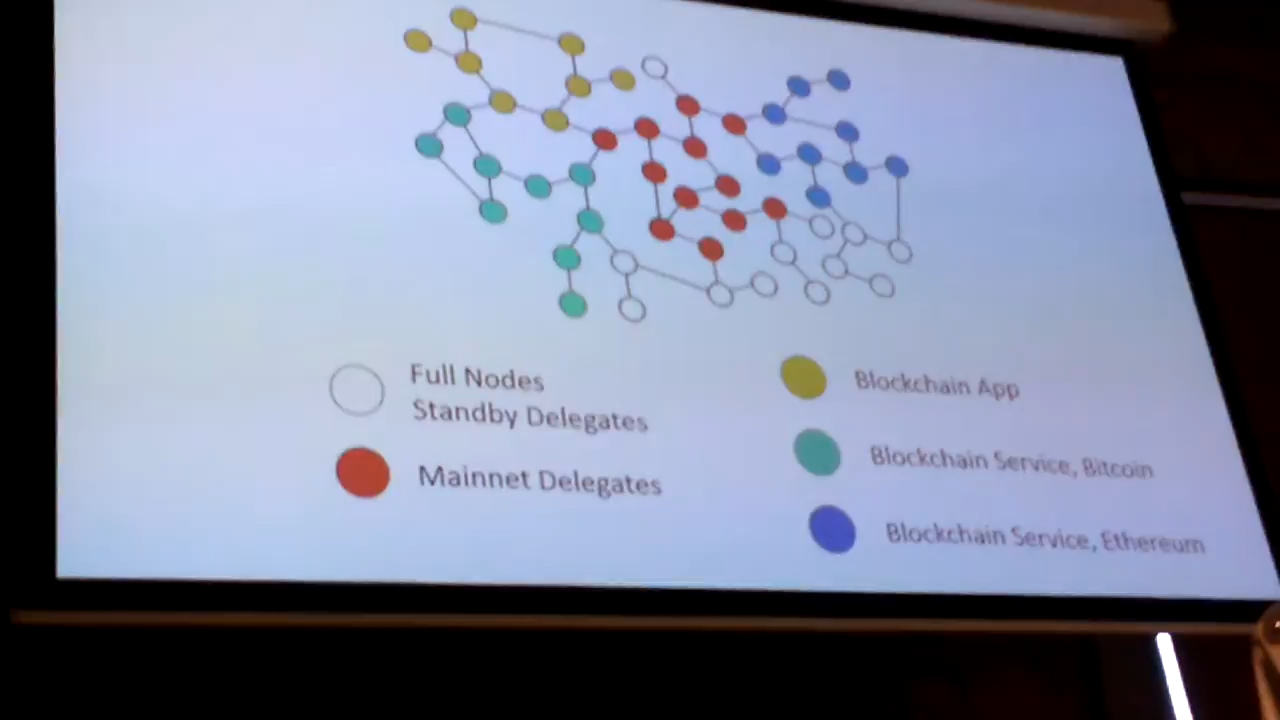 Full Nodes
Standby Delegates
Mainnet Delegates
Blockchain App
Blockchain Service, Bitcoin
Blockchain Service, Ethereum